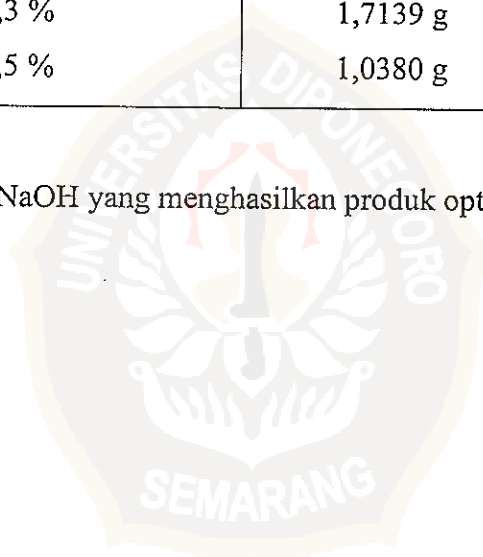 ,3 % 1,7139 g
,5 % 1,0380 g
NaOH yang menghasilkan produk opt
UNIVERSITAS DIPONEGORO
SEMARANG